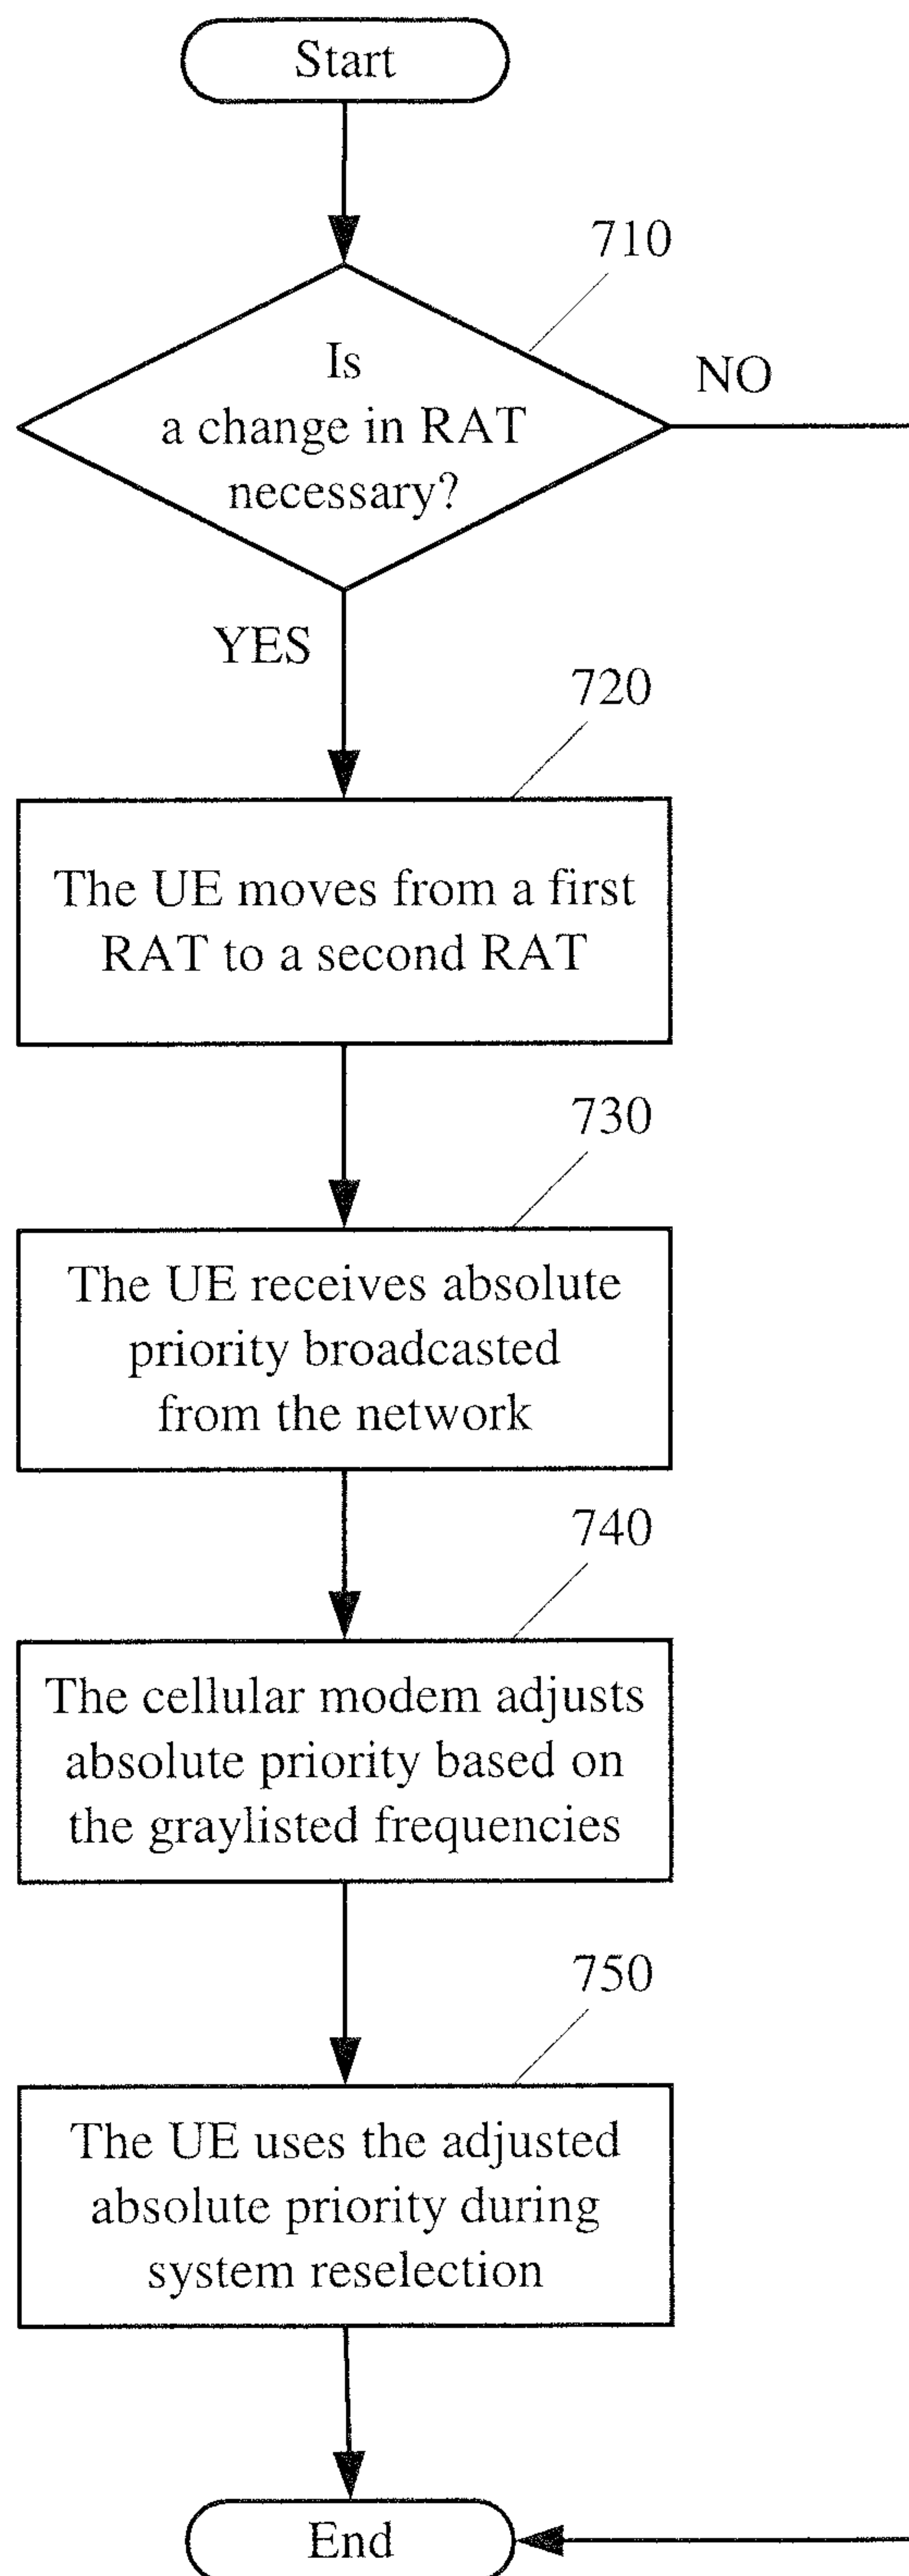 Start
710
Is
a change in RAT
necessary?
NO
YES
720
The UE moves from a first
RAT to a second RAT
730
The UE receives absolute
priority broadcasted
from the network
740
The cellular modem adjusts
absolute priority based on
the graylisted frequencies
750
The UE uses the adjusted
absolute priority during
system reselection
End